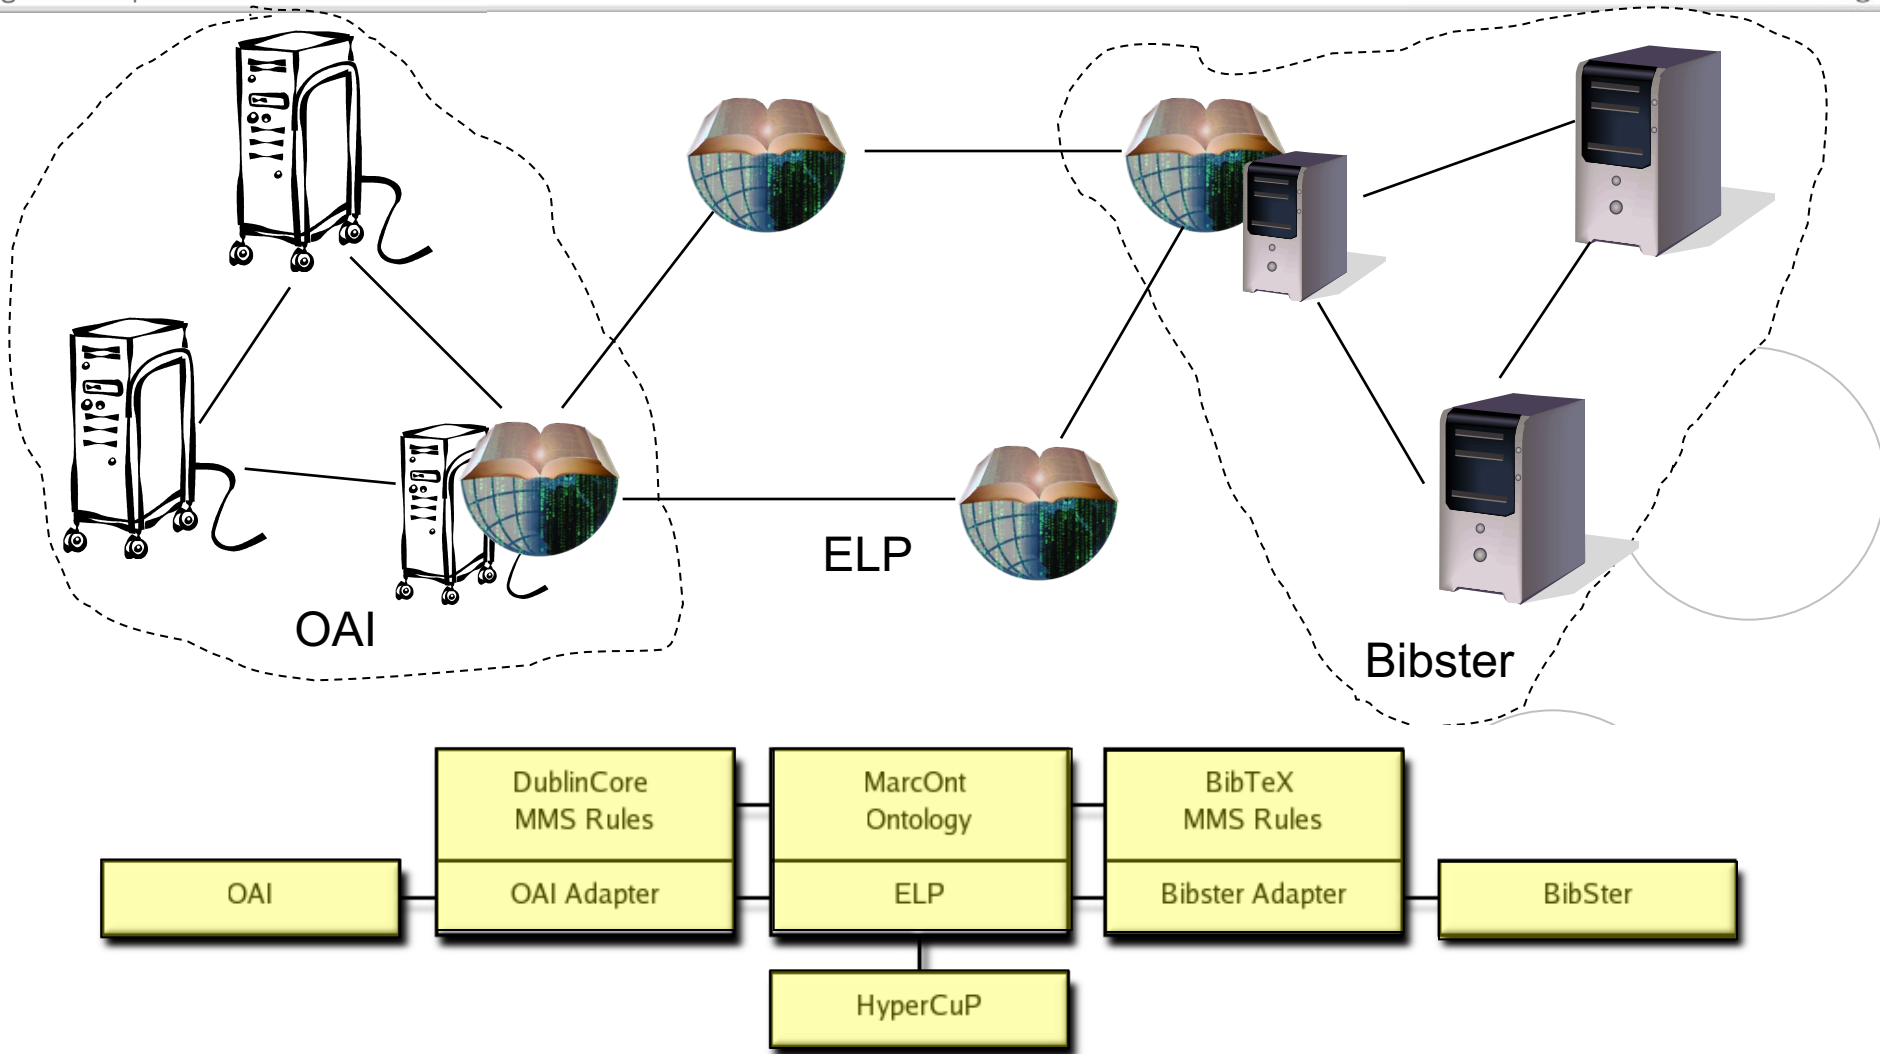 ELP
OAI
Bibster
DublinCore
MMS Rules
MarcOnt
Ontology
BibTeX
MMS Rules
OAI
OAI Adapter
ELP
Bibster Adapter
BibSter
HyperCuP